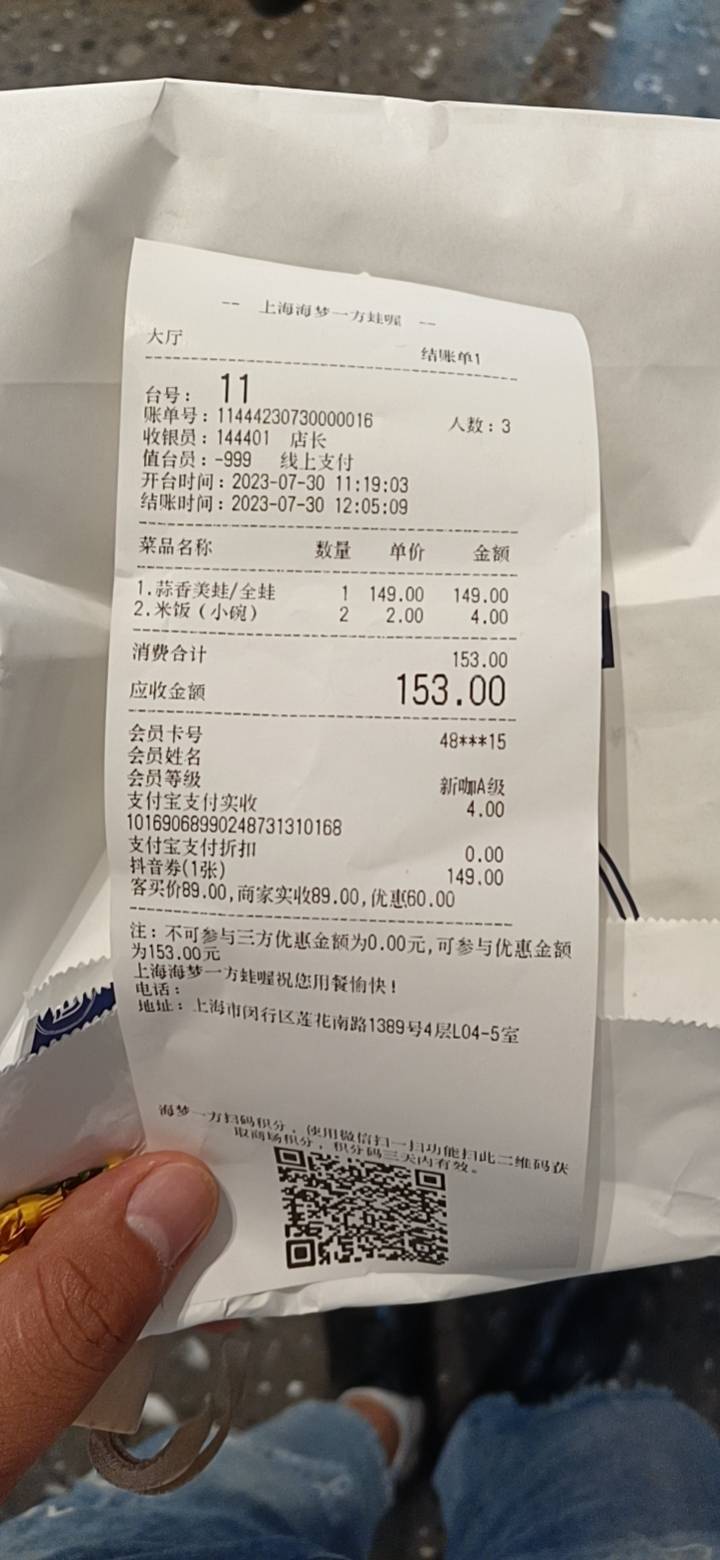 -- 上海海梦一方蛙喔 --
大厅 结账单1
台号: 11
账单号:11444230730000016 人数:3
收银员:144401 店长
值台员:-999 线上支付
开台时间:2023-07-30 11:19:03
结账时间:2023-07-30 12:05:09
菜品名称 数量 单价 金额
1.蒜香美蛙/全蛙 1 149.00 149.00
2.米饭(小碗) 2 2.00 4.00
消费合计 153.00
应收金额 153.00
会员卡号 48***15
会员姓名
会员等级 新咖A级
支付宝支付实收 4.00
10169068990248731310168
支付宝支付折扣 0.00
抖音券(1张) 149.00
客买价89.00,商家实收89.00,优惠60.00
注:不可参与三方优惠金额为0.00元,可参与优惠金额
为153.00元
上海海梦一方蛙喔祝您用餐愉快!
电话:
地址:上海市闵行区莲花南路1389号4层L04-5室
海梦一方扫码积分,使用微信扫一扫功能扫此二维码获
取商场积分,积分码三天内有效。